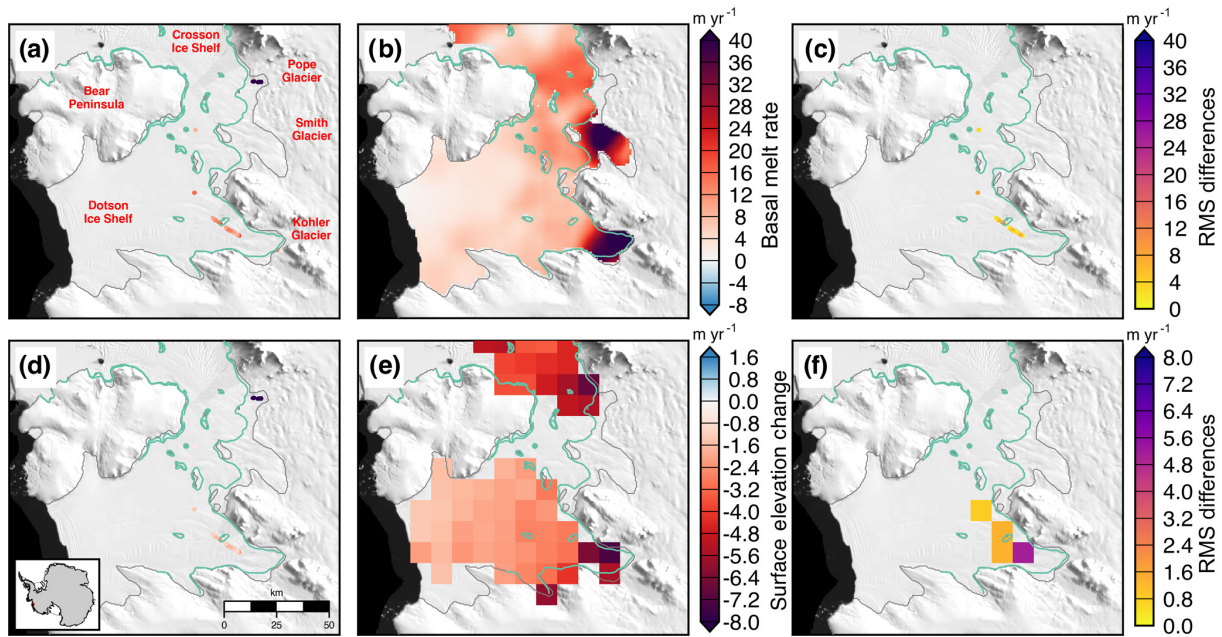 (a)
Crosson
Ice Shelf
Pope
Glacier
Bear
Peninsula
Smith
Glacier
Dotson
Ice Shelf
Kohler
Glacier
(b)
m yr⁻¹
40
36
32
28
24
20
16
12
8
4
0
-4
-8
Basal melt rate
(c)
m yr⁻¹
40
36
32
28
24
20
16
12
8
4
0
RMS differences
(d)
0 25 50
km
(e)
m yr⁻¹
1.6
0.8
0.0
-0.8
-1.6
-2.4
-3.2
-4.0
-4.8
-5.6
-6.4
-7.2
-8.0
Surface elevation change
(f)
m yr⁻¹
8.0
7.2
6.4
5.6
4.8
4.0
3.2
2.4
1.6
0.8
0.0
RMS differences